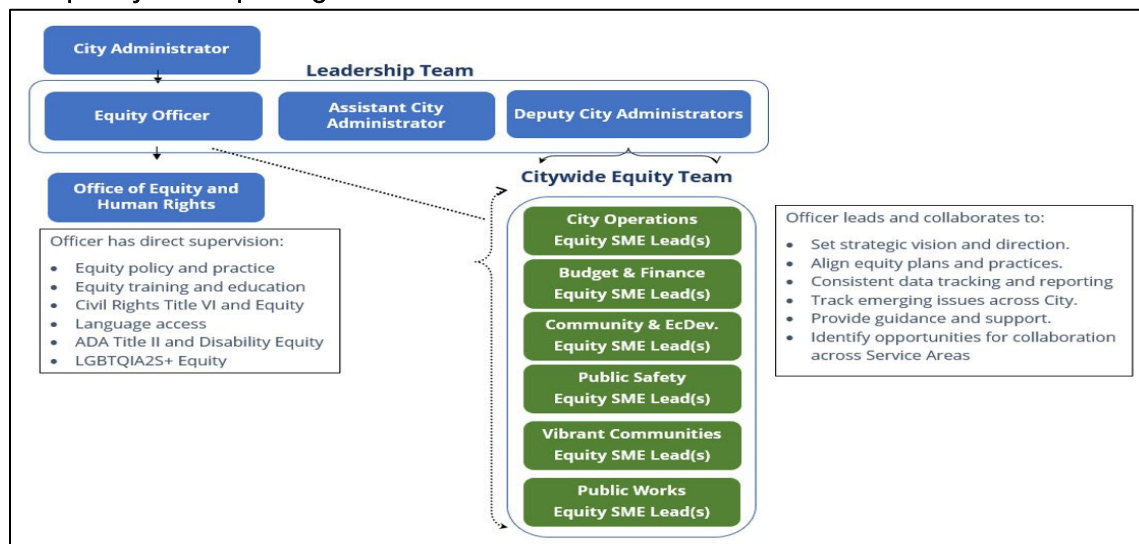 City Administrator
Leadership Team
Equity Officer
Assistant City
Administrator
Deputy City Administrators
Office of Equity and
Human Rights
Officer has direct supervision:
• Equity policy and practice
• Equity training and education
• Civil Rights Title VI and Equity
• Language access
• ADA Title II and Disability Equity
• LGBTQIA2S+ Equity
Citywide Equity Team
City Operations
Equity SME Lead(s)
Budget & Finance
Equity SME Lead(s)
Community & EcDev.
Equity SME Lead(s)
Public Safety
Equity SME Lead(s)
Vibrant Communities
Equity SME Lead(s)
Public Works
Equity SME Lead(s)
Officer leads and collaborates to:
• Set strategic vision and direction.
• Align equity plans and practices.
• Consistent data tracking and reporting
• Track emerging issues across City.
• Provide guidance and support.
• Identify opportunities for collaboration
across Service Areas